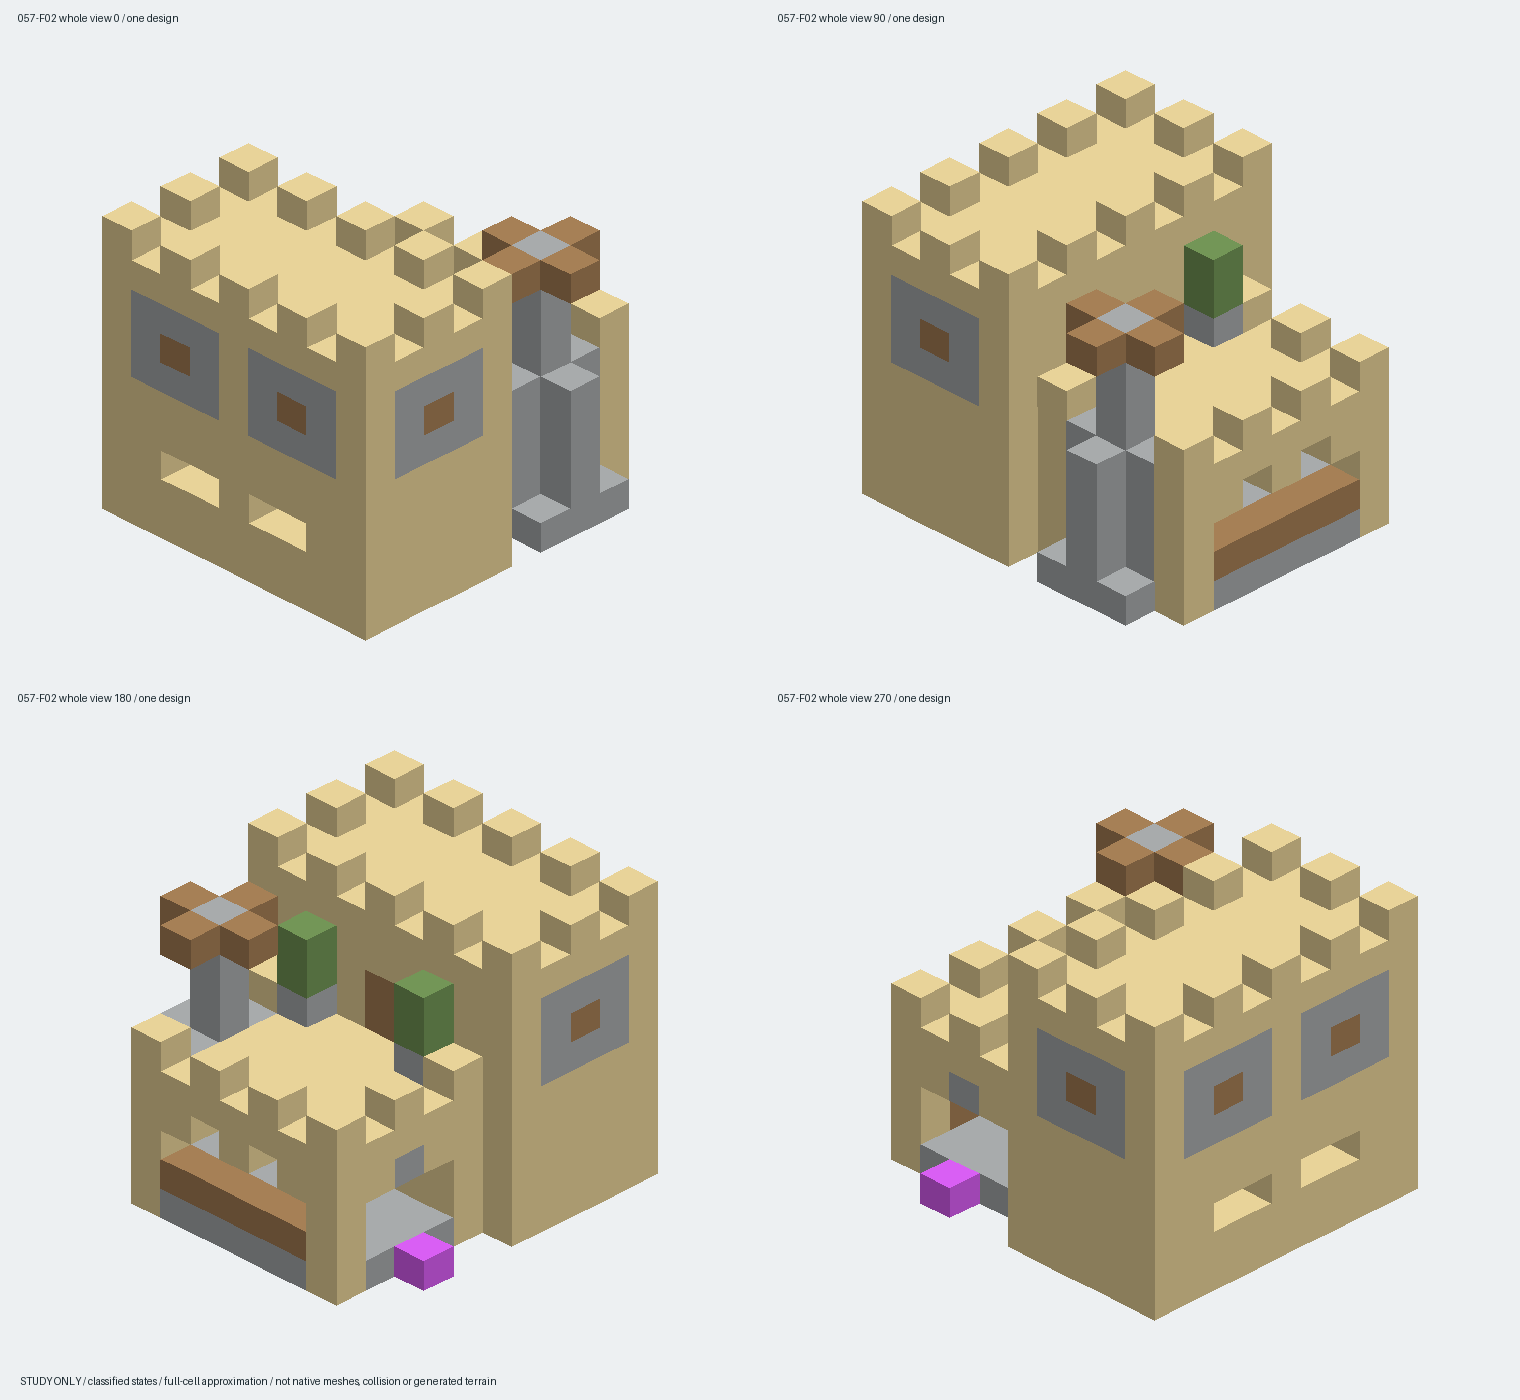 057-F02 whole view 0 / one design
057-F02 whole view 90 / one design
057-F02 whole view 180 / one design
057-F02 whole view 270 / one design
STUDY ONLY / classified states / full-cell approximation / not native meshes, collision or generated terrain